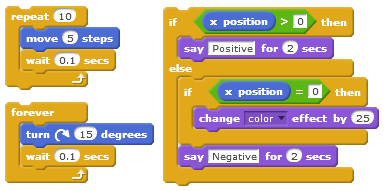 repeat 10
move 5 steps
wait 0.1 secs
forever
turn 15 degrees
wait 0.1 secs
if x position > 0 then
say Positive for 2 secs
else
if x position = 0 then
change color effect by 25
say Negative for 2 secs